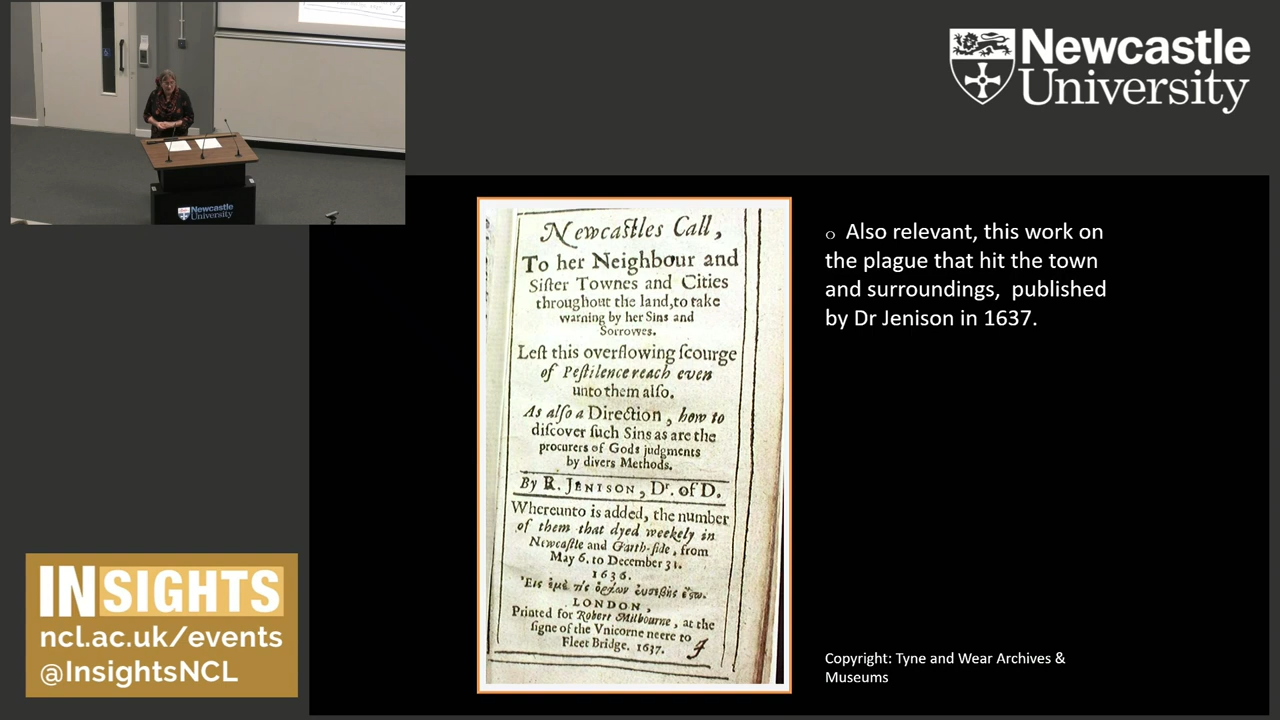 Newcastle
University
Newcastle
University
Newcastles Call,
To her Neighbour and
Sister Townes and Cities
throughout the land, to take
warning by her Sins and
Sorrowes.
Lest this overflowing scourge
of Pestilence reach even
unto them also.
As also a Direction, how to
discover such Sins as are the
procurers of Gods judgments
by divers Methods.
By R. JENISON, Dr. of D.
Whereunto is added, the number
of them that dyed weekely in
Newcastle and Garth-side, from
May 6. to December 31.
1636.
LONDON,
Printed for Robert Milbourne, at the
signe of the Vnicorne neere to
Fleet Bridge. 1637.
o Also relevant, this work on
the plague that hit the town
and surroundings, published
by Dr Jenison in 1637.
Copyright: Tyne and Wear Archives &
Museums
INSIGHTS
ncl.ac.uk/events
@InsightsNCL